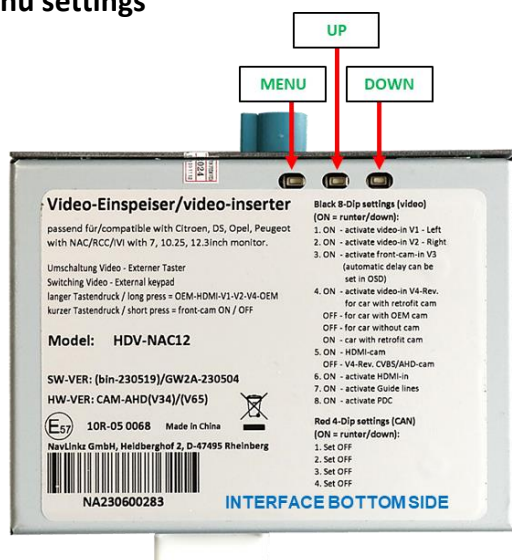 nu settings
UP
MENU
DOWN
Video-Einspeiser/video-inserter
passend für/compatible with Citroen, DS, Opel, Peugeot
with NAC/RCC/IVI with 7, 10.25, 12.3inch monitor.
Umschaltung Video - Externer Taster
Switching Video - External keypad
langer Tastendruck / long press = OEM-HDMI-V1-V2-V4-OEM
kurzer Tastendruck / short press = front-cam ON / OFF
Model: HDV-NAC12
SW-VER: (bin-230519)/GW2A-230504
HW-VER: CAM-AHD(V34)/(V65)
E57 10R-05 0068 Made in China
NavLinkz GmbH, Heidberghof 2, D-47495 Rheinberg
NA230600283
Black 8-Dip settings (video)
(ON = runter/down):
1. ON - activate video-in V1 - Left
2. ON - activate video-in V2 - Right
3. ON - activate front-cam-in V3
(automatic delay can be
set in OSD)
4. ON - activate video-in V4-Rev.
for car with retrofit cam
OFF - for car with OEM cam
OFF - for car without cam
ON - car with retrofit cam
5. ON - HDMI-cam
OFF - V4-Rev. CVBS/AHD-cam
6. ON - activate HDMI-in
7. ON - activate Guide lines
8. ON - activate PDC
Red 4-Dip settings (CAN)
(ON = runter/down):
1. Set OFF
2. Set OFF
3. Set OFF
4. Set OFF
INTERFACE BOTTOM SIDE